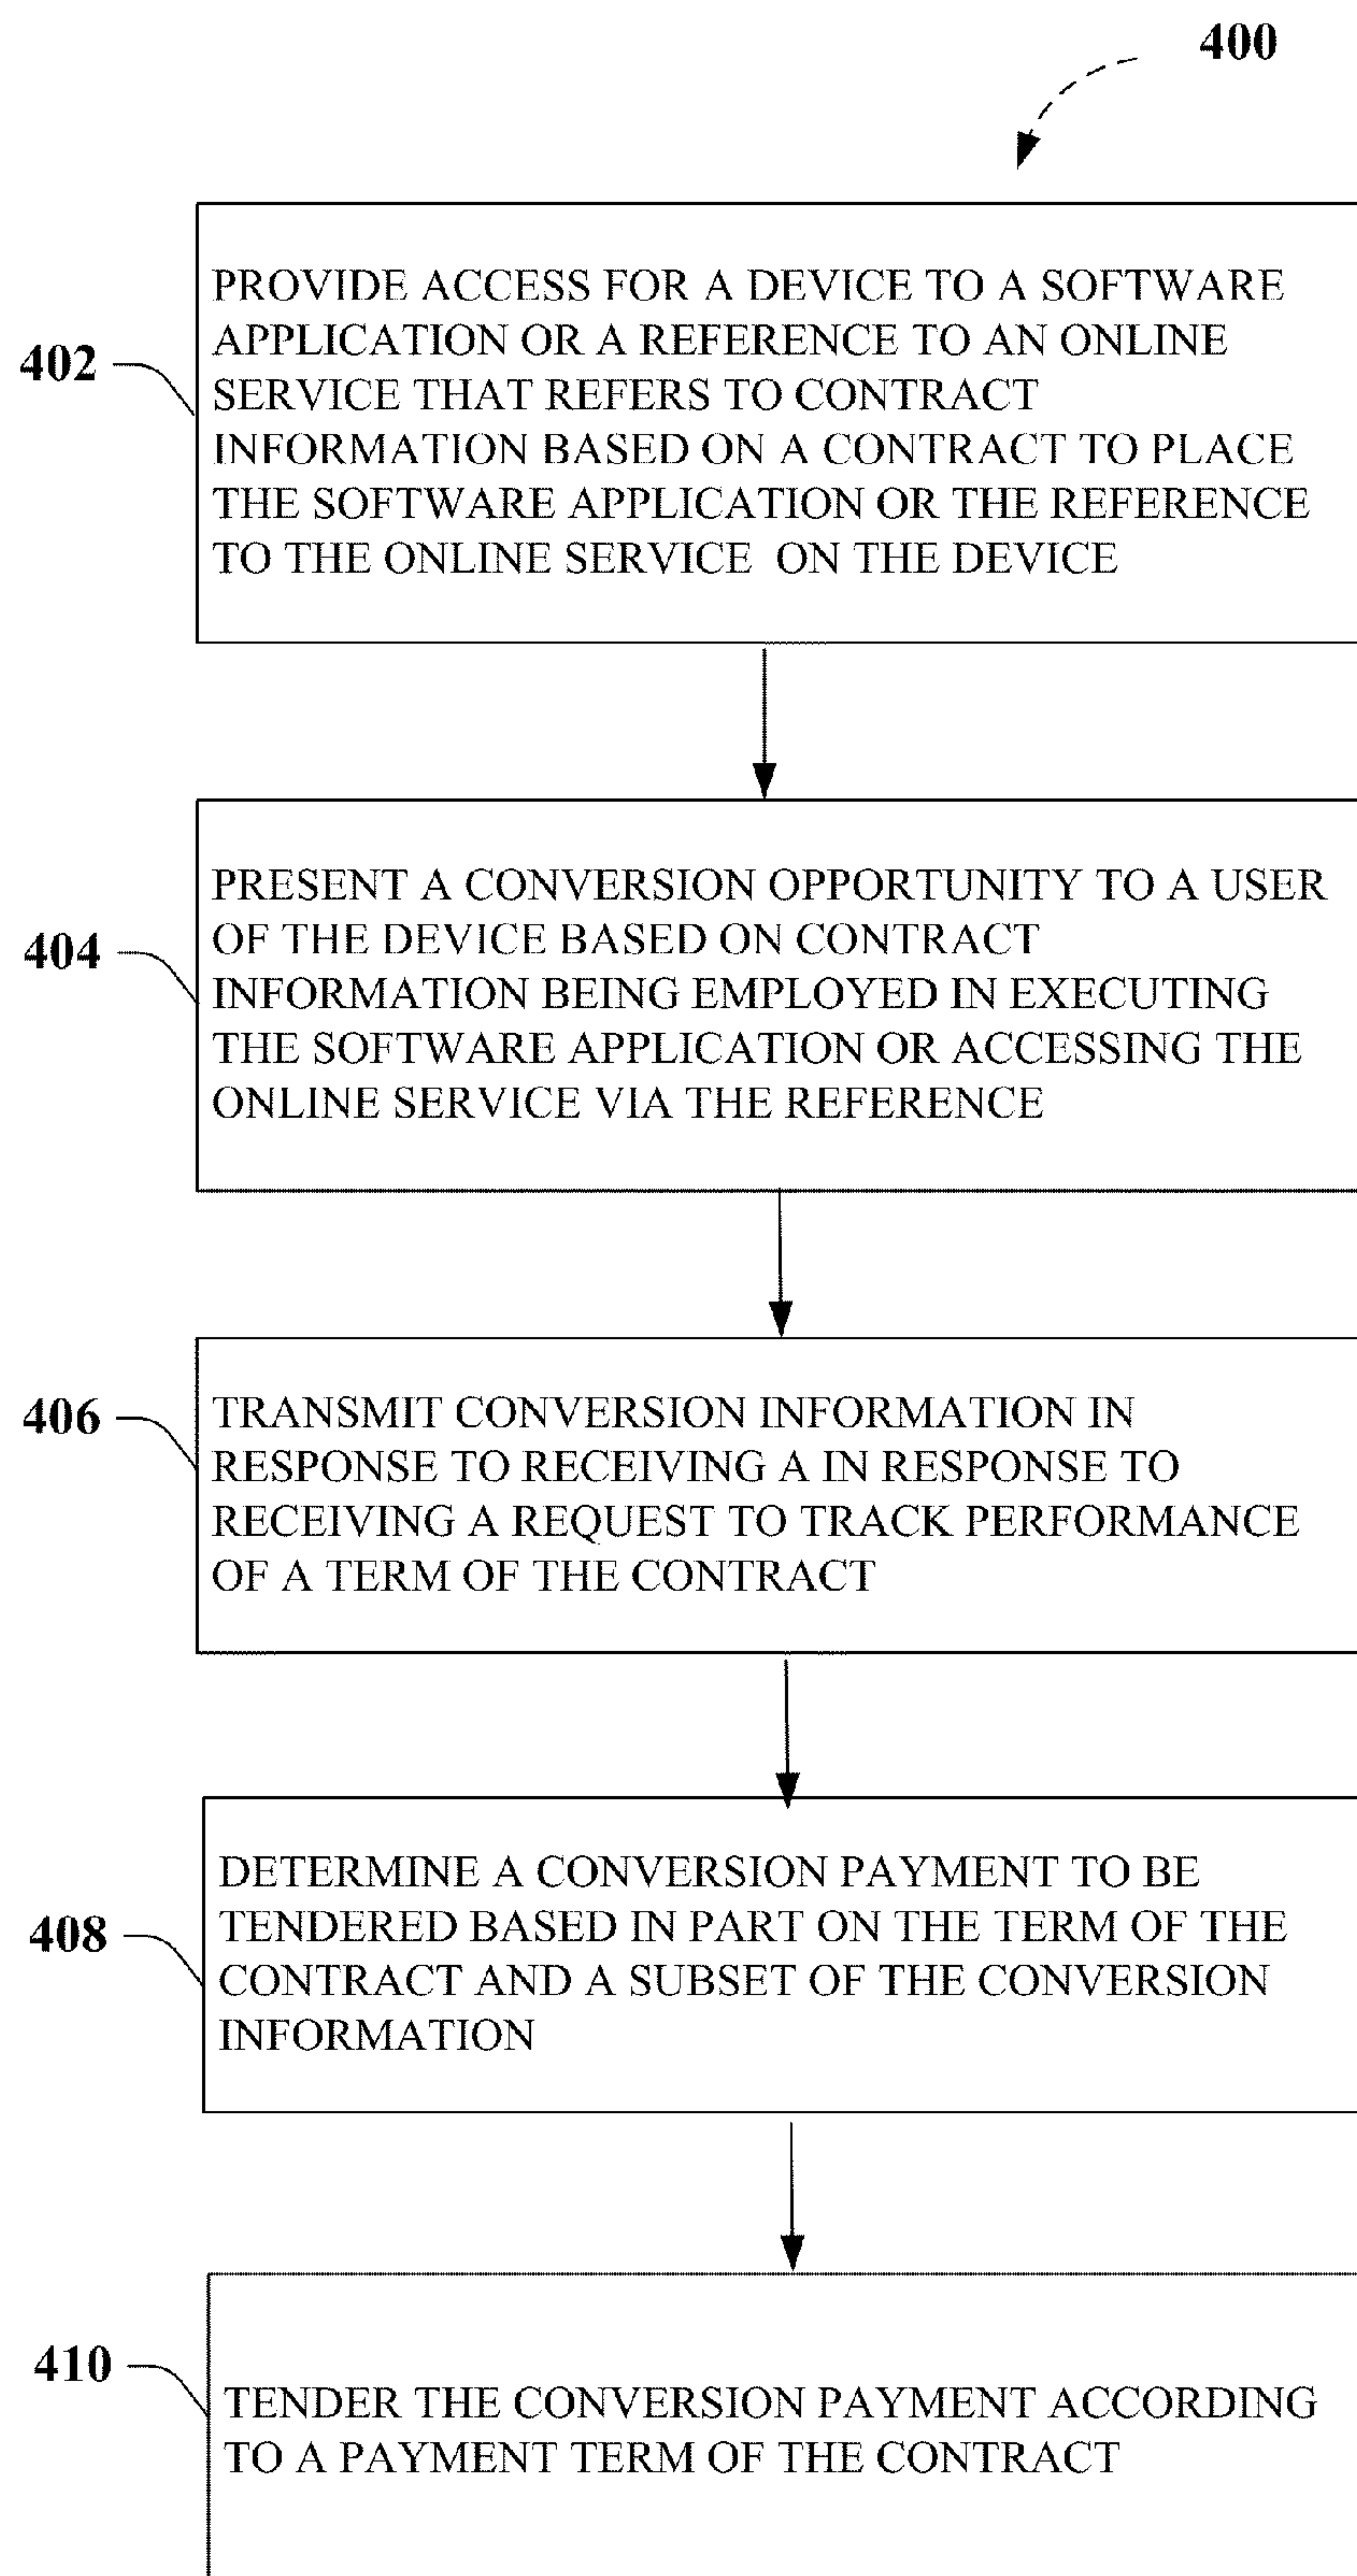 400
402
PROVIDE ACCESS FOR A DEVICE TO A SOFTWARE
APPLICATION OR A REFERENCE TO AN ONLINE
SERVICE THAT REFERS TO CONTRACT
INFORMATION BASED ON A CONTRACT TO PLACE
THE SOFTWARE APPLICATION OR THE REFERENCE
TO THE ONLINE SERVICE ON THE DEVICE
404
PRESENT A CONVERSION OPPORTUNITY TO A USER
OF THE DEVICE BASED ON CONTRACT
INFORMATION BEING EMPLOYED IN EXECUTING
THE SOFTWARE APPLICATION OR ACCESSING THE
ONLINE SERVICE VIA THE REFERENCE
406
TRANSMIT CONVERSION INFORMATION IN
RESPONSE TO RECEIVING A IN RESPONSE TO
RECEIVING A REQUEST TO TRACK PERFORMANCE
OF A TERM OF THE CONTRACT
408
DETERMINE A CONVERSION PAYMENT TO BE
TENDERED BASED IN PART ON THE TERM OF THE
CONTRACT AND A SUBSET OF THE CONVERSION
INFORMATION
410
TENDER THE CONVERSION PAYMENT ACCORDING
TO A PAYMENT TERM OF THE CONTRACT